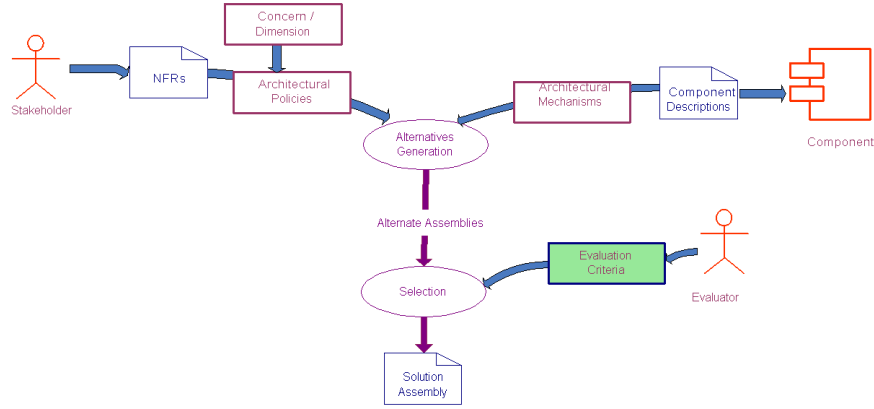 Concern /
Dimension
NFRs
Architectural
Policies
Architectural
Mechanisms
Component
Descriptions
Stakeholder
Component
Alternatives
Generation
Alternate Assemblies
Evaluation
Criteria
Selection
Evaluator
Solution
Assembly